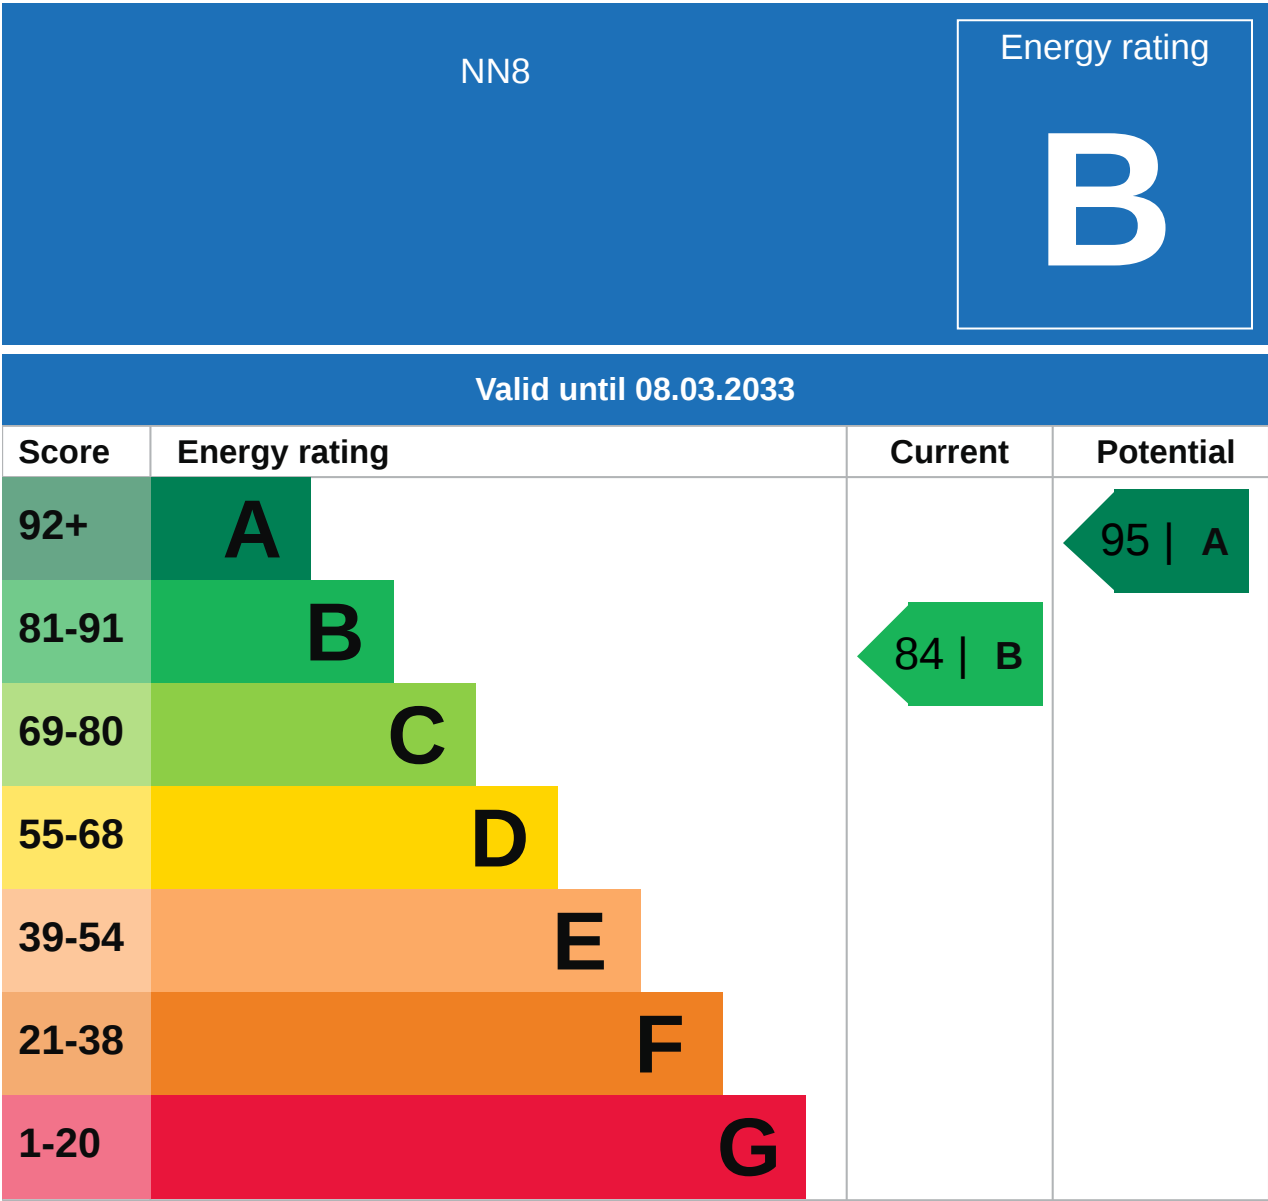 NN8
Energy rating
B
Valid until 08.03.2033
Score Energy rating Current Potential
92+ A 95 | A
81-91 B 84 | B
69-80 C
55-68 D
39-54 E
21-38 F
1-20 G